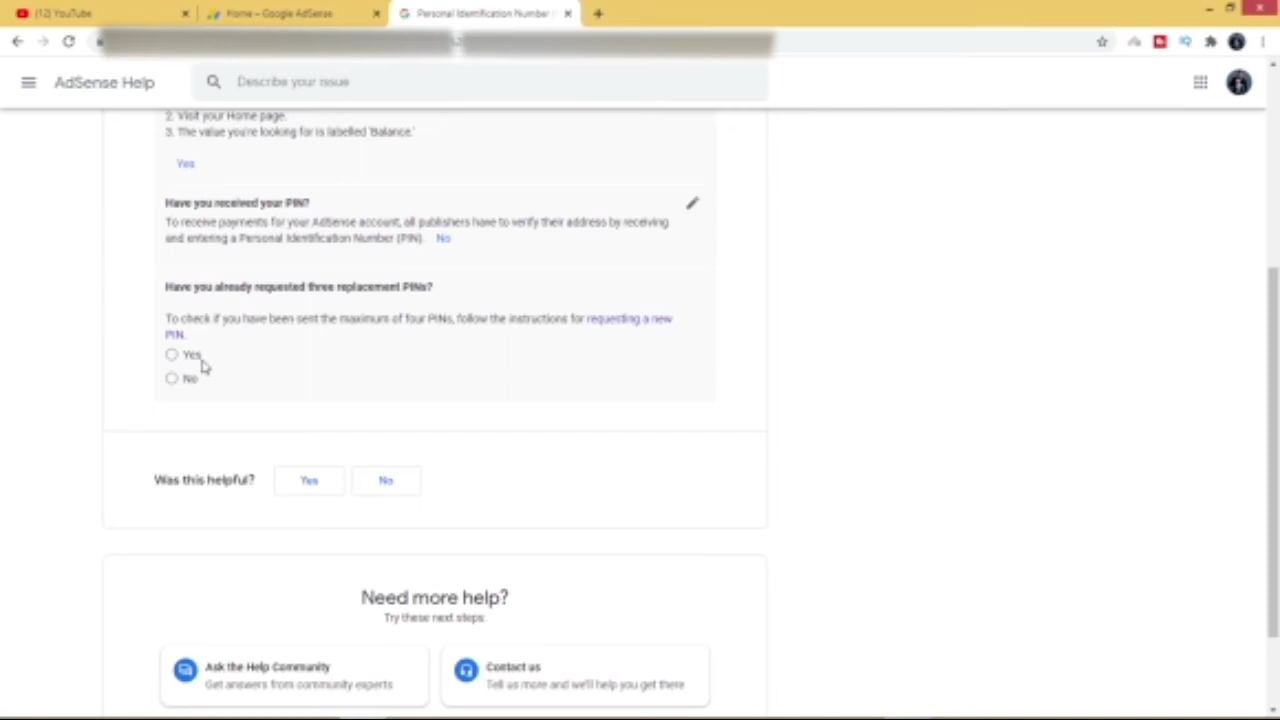 (12) YouTube
Home – Google AdSense
Personal Identification Number
AdSense Help
Describe your issue
2. Visit your Home page.
3. The value you're looking for is labelled 'Balance.'
Yes
Have you received your PIN?
To receive payments for your AdSense account, all publishers have to verify their address by receiving
and entering a Personal Identification Number (PIN). No
Have you already requested three replacement PINs?
To check if you have been sent the maximum of four PINs, follow the instructions for requesting a new
PIN.
Yes
No
Was this helpful? Yes No
Need more help?
Try these next steps:
Ask the Help Community
Get answers from community experts
Contact us
Tell us more and we'll help you get there